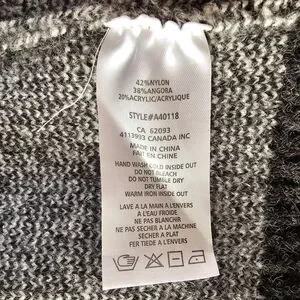 42%NYLON
38%ANGORA
20%ACRYLIC/ACRYLIQUE
STYLE#A40118
CA 62093
4113993 CANADA INC
MADE IN CHINA
FAIT EN CHINE
HAND WASH COLD INSIDE OUT
DO NOT BLEACH
DO NOT TUMBLE DRY
DRY FLAT
WARM IRON INSIDE OUT
LAVE A LA MAIN A L'ENVERS
A L'EAU FROIDE
NE PAS BLANCHIR
NE PAS SECHER A LA MACHINE
SECHER A PLAT
FER TIEDE A L'ENVERS